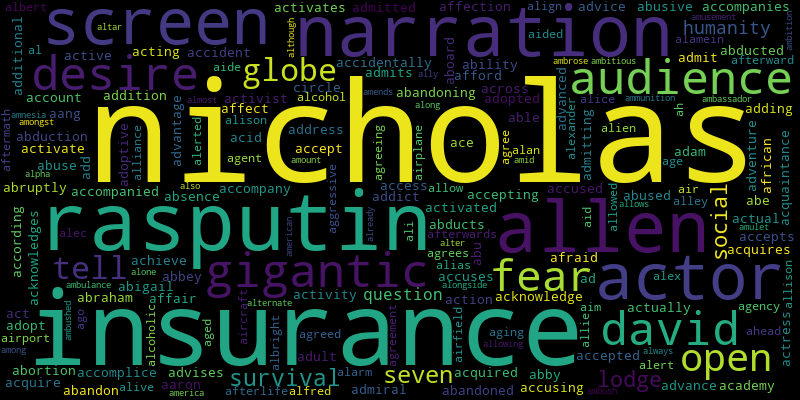 albert activates admitted affection align advice abusive accompanies
screen narration humanity
altar although amusement ambition
additional al active acting accident accidentally aboard ability aided ambrose ambitious abducted alamein afterward
desire aide globe admits afford advanced audience admit
account addition advantage activist alcohol circle abandoning across adopted alice ammunition ambassador adding
amnesia almost amends ally along
aftermath amongst aang alerted affect alison address ace able alexander ah
nicholas
abduction activate alliance acid agreeing airplane agree alan alien admitting adam adventure african acquaintance
alpha adoptive add agent accept amount amid age
abuse abruptly accompanied absence also accompany aggressive access addict allow accepting accused allowed abused air alley abe
according acknowledges rasputin activated already aii abducts afterwards allen allows aid social actual
alec american alter amulet accepts acquires
tell achieve gigantic alias agrees abu accuses fear afraid ad actor alex
ambulance alone abbey alongside acknowledge
abraham abigail aircraft activity question action aim actually agency
act ago affair alternate
adopt ambushed alcoholic aged agreed agreement airfield aging allie david alert ahead actress allison
airport insurance allowing accepted always open
among albright adult
abortion accomplice advises survival alarm seven acquired abby accusing lodge advance academy
acquire abandon alive aaron america afterlife alfred admiral abandoned ambush